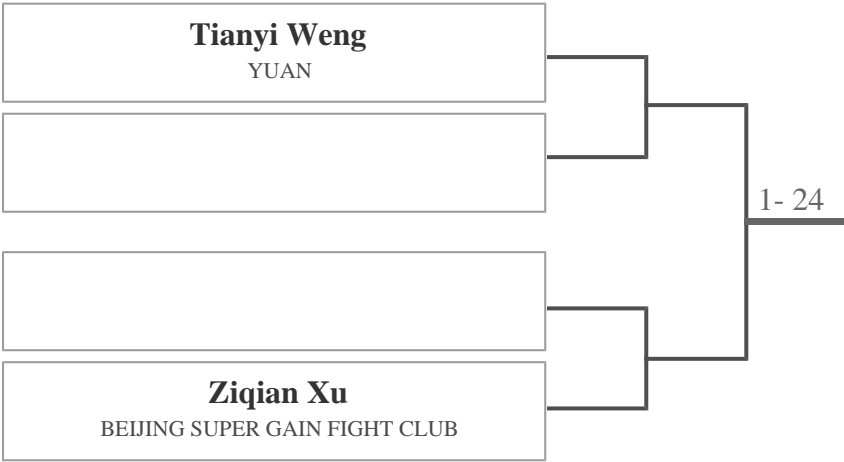 Tianyi Weng
YUAN
1- 24
Ziqian Xu
BEIJING SUPER GAIN FIGHT CLUB